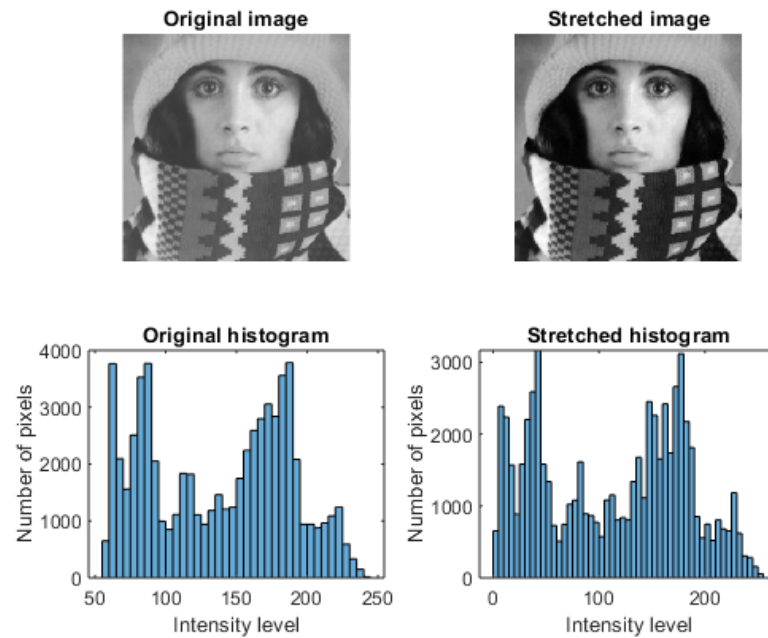 Original image
Stretched image
Original histogram
Number of pixels
4000
3000
2000
1000
0
50 100 150 200 250
Intensity level
Stretched histogram
Number of pixels
3000
2000
1000
0
0 100 200
Intensity level